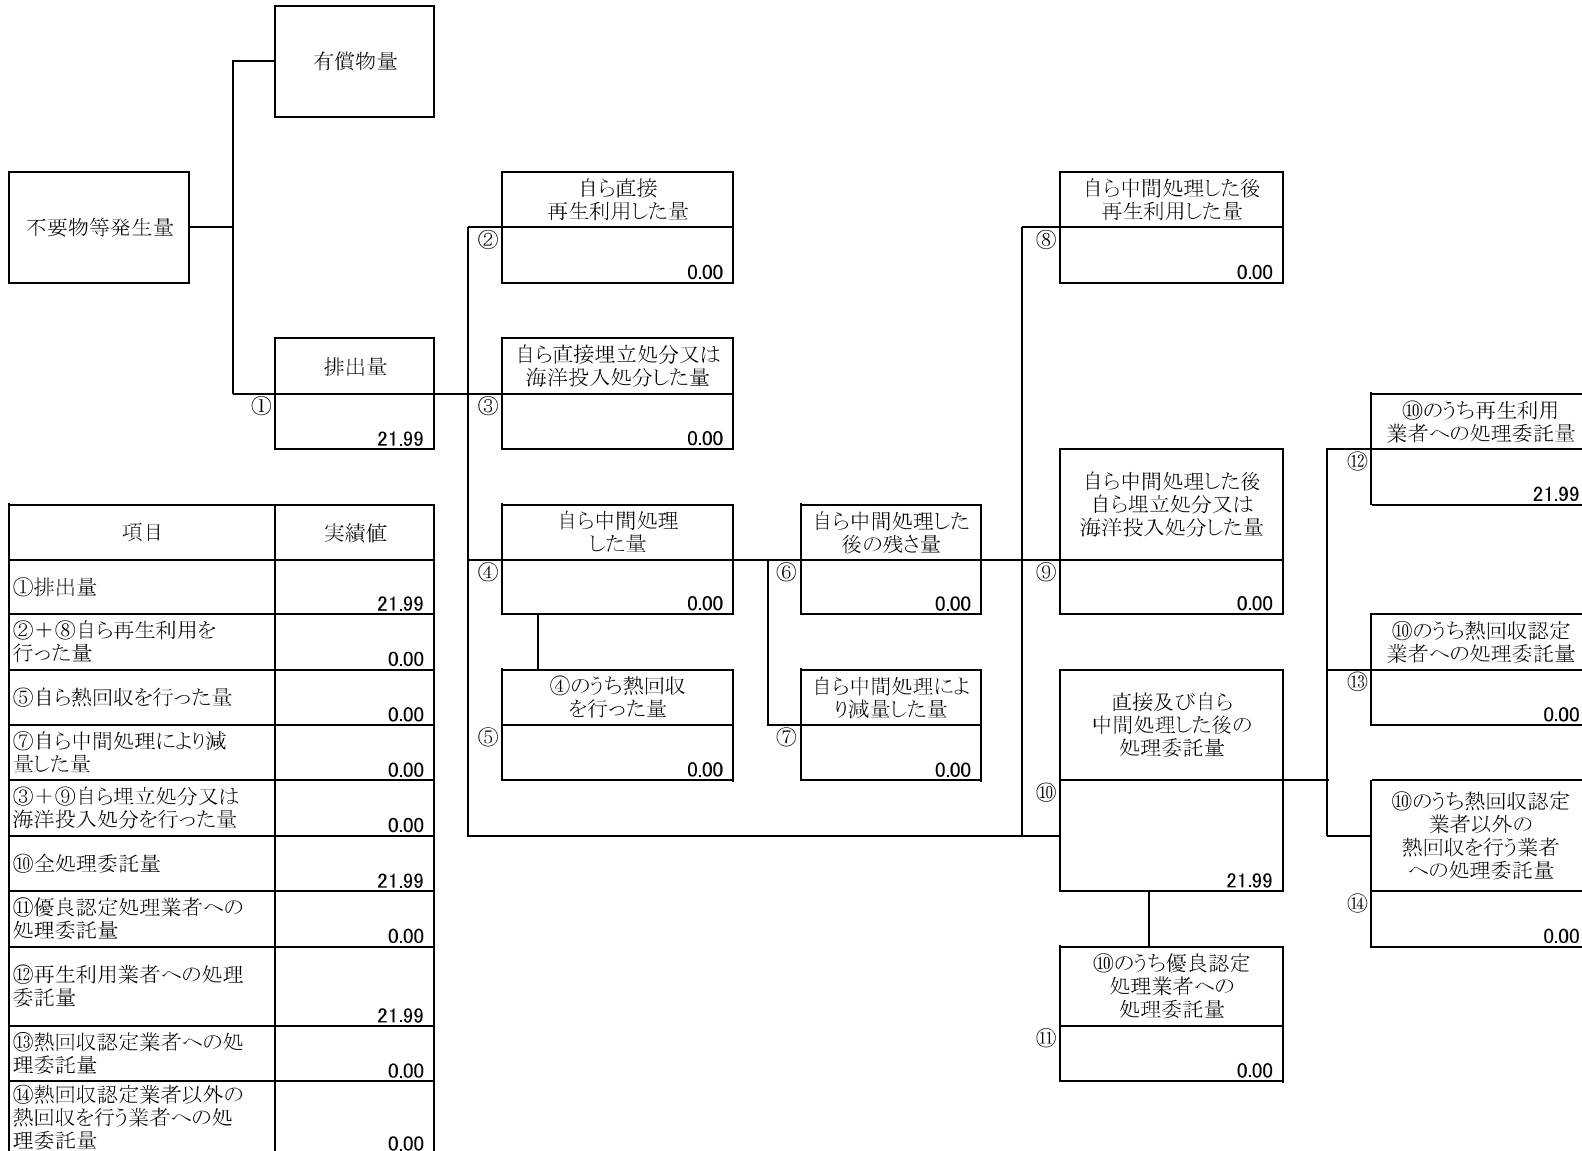 有償物量
不要物等発生量
自ら直接
再生利用した量
②
0.00
自ら中間処理した後
再生利用した量
⑧
0.00
排出量
①
21.99
自ら直接埋立処分又は
海洋投入処分した量
③
0.00
⑩のうち再生利用
業者への処理委託量
⑫
21.99
自ら中間処理
した量
④
0.00
自ら中間処理した
後の残さ量
⑥
0.00
自ら中間処理した後
自ら埋立処分又は
海洋投入処分した量
⑨
0.00
⑩のうち熱回収認定
業者への処理委託量
⑬
0.00
④のうち熱回収
を行った量
⑤
0.00
自ら中間処理によ
り減量した量
⑦
0.00
直接及び自ら
中間処理した後の
処理委託量
⑩
21.99
⑩のうち熱回収認定
業者以外の
熱回収を行う業者
への処理委託量
⑭
0.00
⑩のうち優良認定
処理業者への
処理委託量
⑪
0.00
項目 実績値
①排出量
21.99
②+⑧自ら再生利用を
行った量
0.00
⑤自ら熱回収を行った量
0.00
⑦自ら中間処理により減
量した量
0.00
③+⑨自ら埋立処分又は
海洋投入処分を行った量
0.00
⑩全処理委託量
21.99
⑪優良認定処理業者への
処理委託量
0.00
⑫再生利用業者への処理
委託量
21.99
⑬熱回収認定業者への処
理委託量
0.00
⑭熱回収認定業者以外の
熱回収を行う業者への処
理委託量
0.00